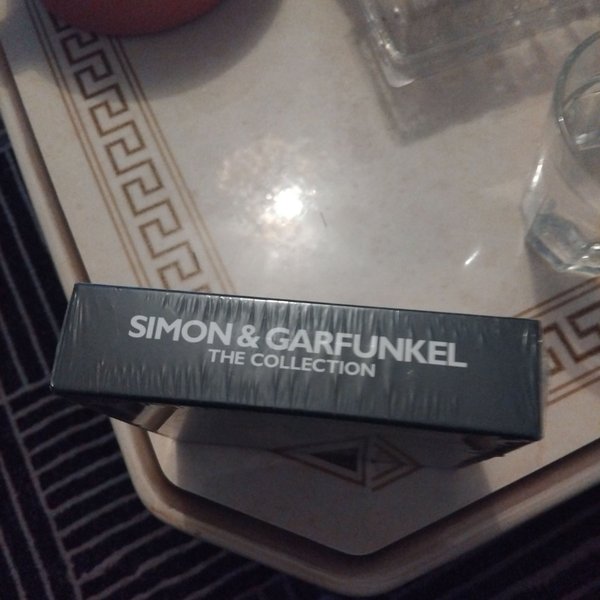 SIMON & GARFUNKEL
THE COLLECTION